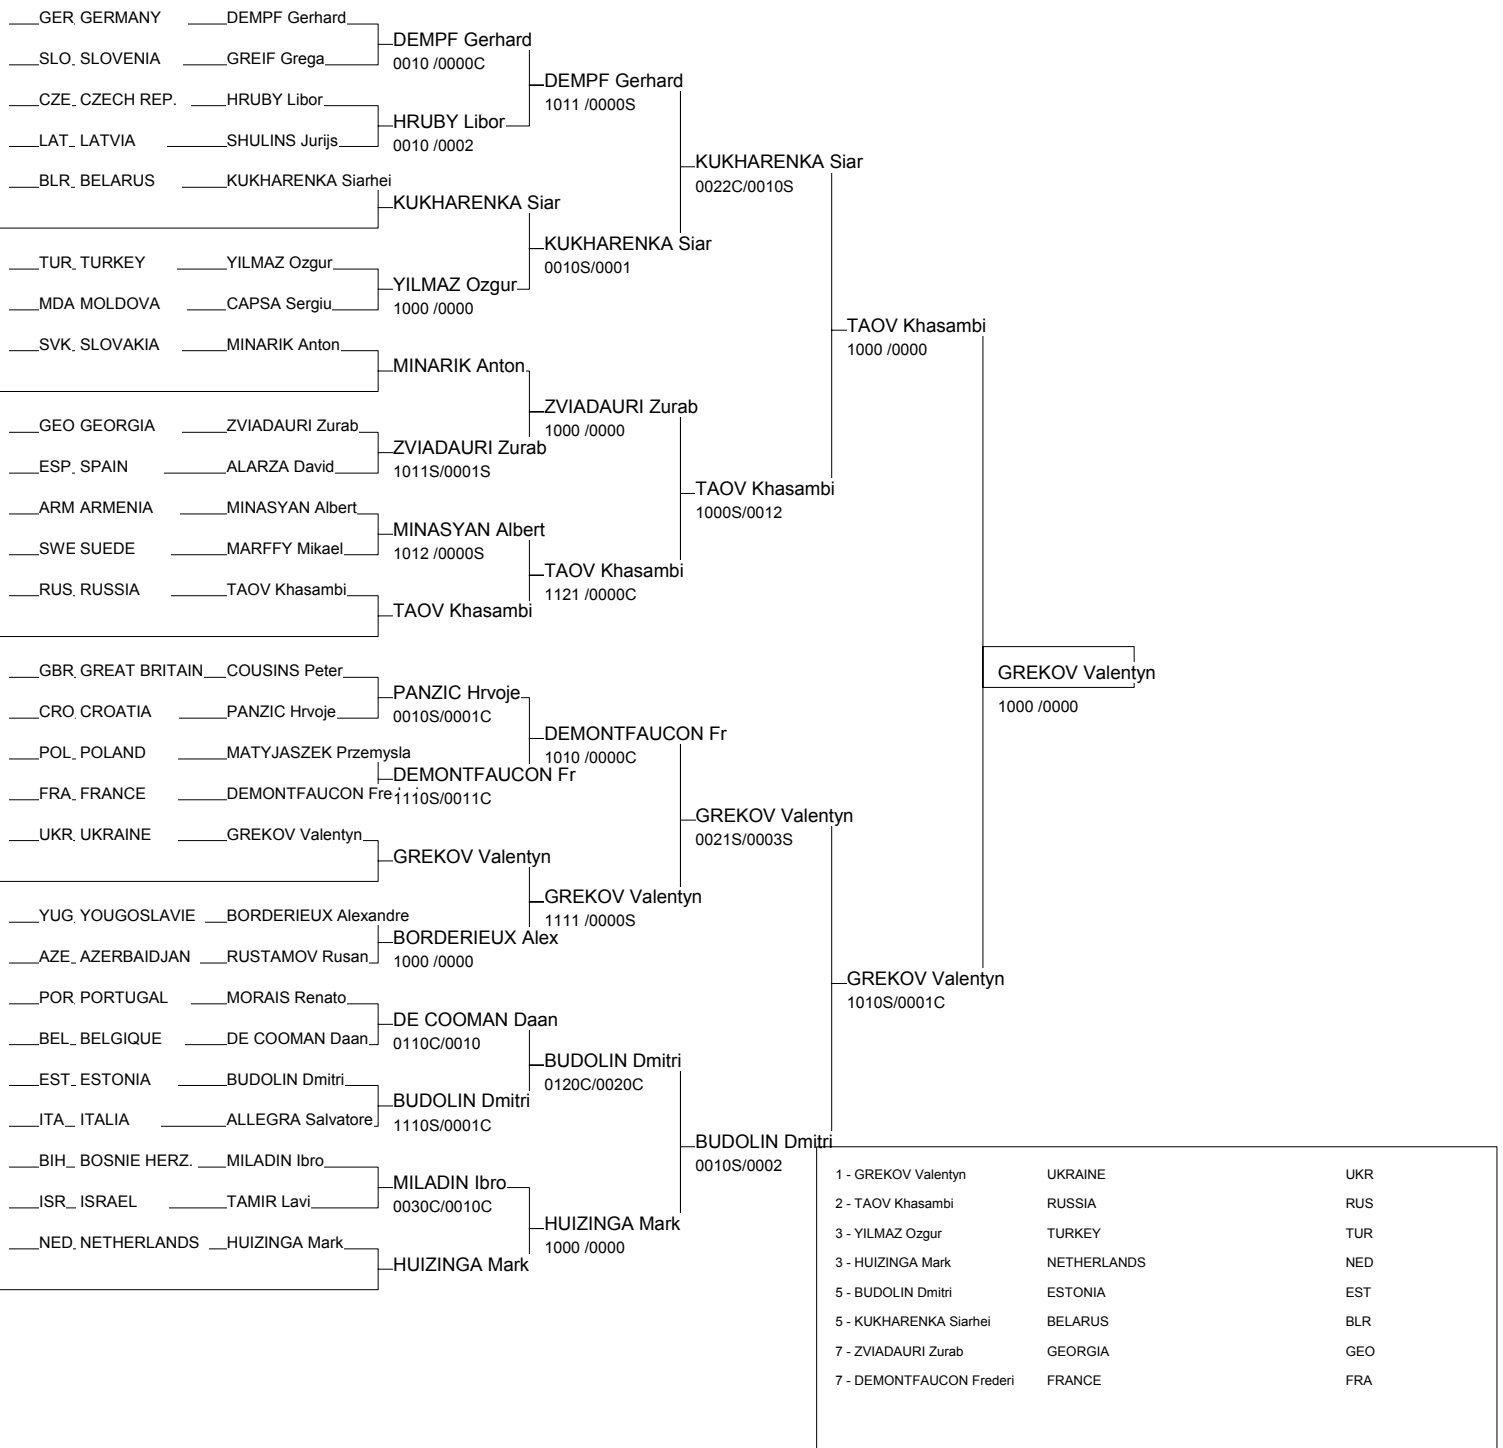 GER GERMANY DEMPF Gerhard
SLO SLOVENIA GREIF Grega
CZE CZECH REP. HRUBY Libor
LAT LATVIA SHULINS Jurijs
BLR BELARUS KUKHARENKA Siarhei
TUR TURKEY YILMAZ Ozgur
MDA MOLDOVA CAPSA Sergiu
SVK SLOVAKIA MINARIK Anton
GEO GEORGIA ZVIADAURI Zurab
ESP SPAIN ALARZA David
ARM ARMENIA MINASYAN Albert
SWE SUEDE MARFFY Mikael
RUS RUSSIA TAOV Khasambi
GBR GREAT BRITAIN COUSINS Peter
CRO CROATIA PANZIC Hrvoje
POL POLAND MATYJASZEK Przemysla
FRA FRANCE DEMONTFAUCON Fre
UKR UKRAINE GREKOV Valentyn
YUG YOUGOSLAVIE BORDERIEUX Alexandre
AZE AZERBAIDJAN RUSTAMOV Rusan
POR PORTUGAL MORAIS Renato
BEL BELGIQUE DE COOMAN Daan
EST ESTONIA BUDOLIN Dmitri
ITA ITALIA ALLEGRA Salvatore
BIH BOSNIE HERZ. MILADIN Ibro
ISR ISRAEL TAMIR Lavi
NED NETHERLANDS HUIZINGA Mark
DEMPF Gerhard
0010 /0000C
HRUBY Libor
0010 /0002
KUKHARENKA Siar
YILMAZ Ozgur
1000 /0000
MINARIK Anton
ZVIADAURI Zurab
1011S/0001S
MINASYAN Albert
1012 /0000S
TAOV Khasambi
PANZIC Hrvoje
0010S/0001C
DEMONTFAUCON Fr
1110S/0011C
GREKOV Valentyn
BORDERIEUX Alex
1000 /0000
DE COOMAN Daan
0110C/0010
BUDOLIN Dmitri
1110S/0001C
MILADIN Ibro
0030C/0010C
HUIZINGA Mark
DEMPF Gerhard
1011 /0000S
KUKHARENKA Siar
0010S/0001
ZVIADAURI Zurab
1000 /0000
TAOV Khasambi
1121 /0000C
DEMONTFAUCON Fr
1010 /0000C
GREKOV Valentyn
1111 /0000S
BUDOLIN Dmitri
0120C/0020C
HUIZINGA Mark
1000 /0000
KUKHARENKA Siar
0022C/0010S
TAOV Khasambi
1000S/0012
GREKOV Valentyn
0021S/0003S
BUDOLIN Dmitri
0010S/0002
TAOV Khasambi
1000 /0000
GREKOV Valentyn
1010S/0001C
GREKOV Valentyn
1000 /0000
1 - GREKOV Valentyn UKRAINE UKR
2 - TAOV Khasambi RUSSIA RUS
3 - YILMAZ Ozgur TURKEY TUR
3 - HUIZINGA Mark NETHERLANDS NED
5 - BUDOLIN Dmitri ESTONIA EST
5 - KUKHARENKA Siarhei BELARUS BLR
7 - ZVIADAURI Zurab GEORGIA GEO
7 - DEMONTFAUCON Frederi FRANCE FRA